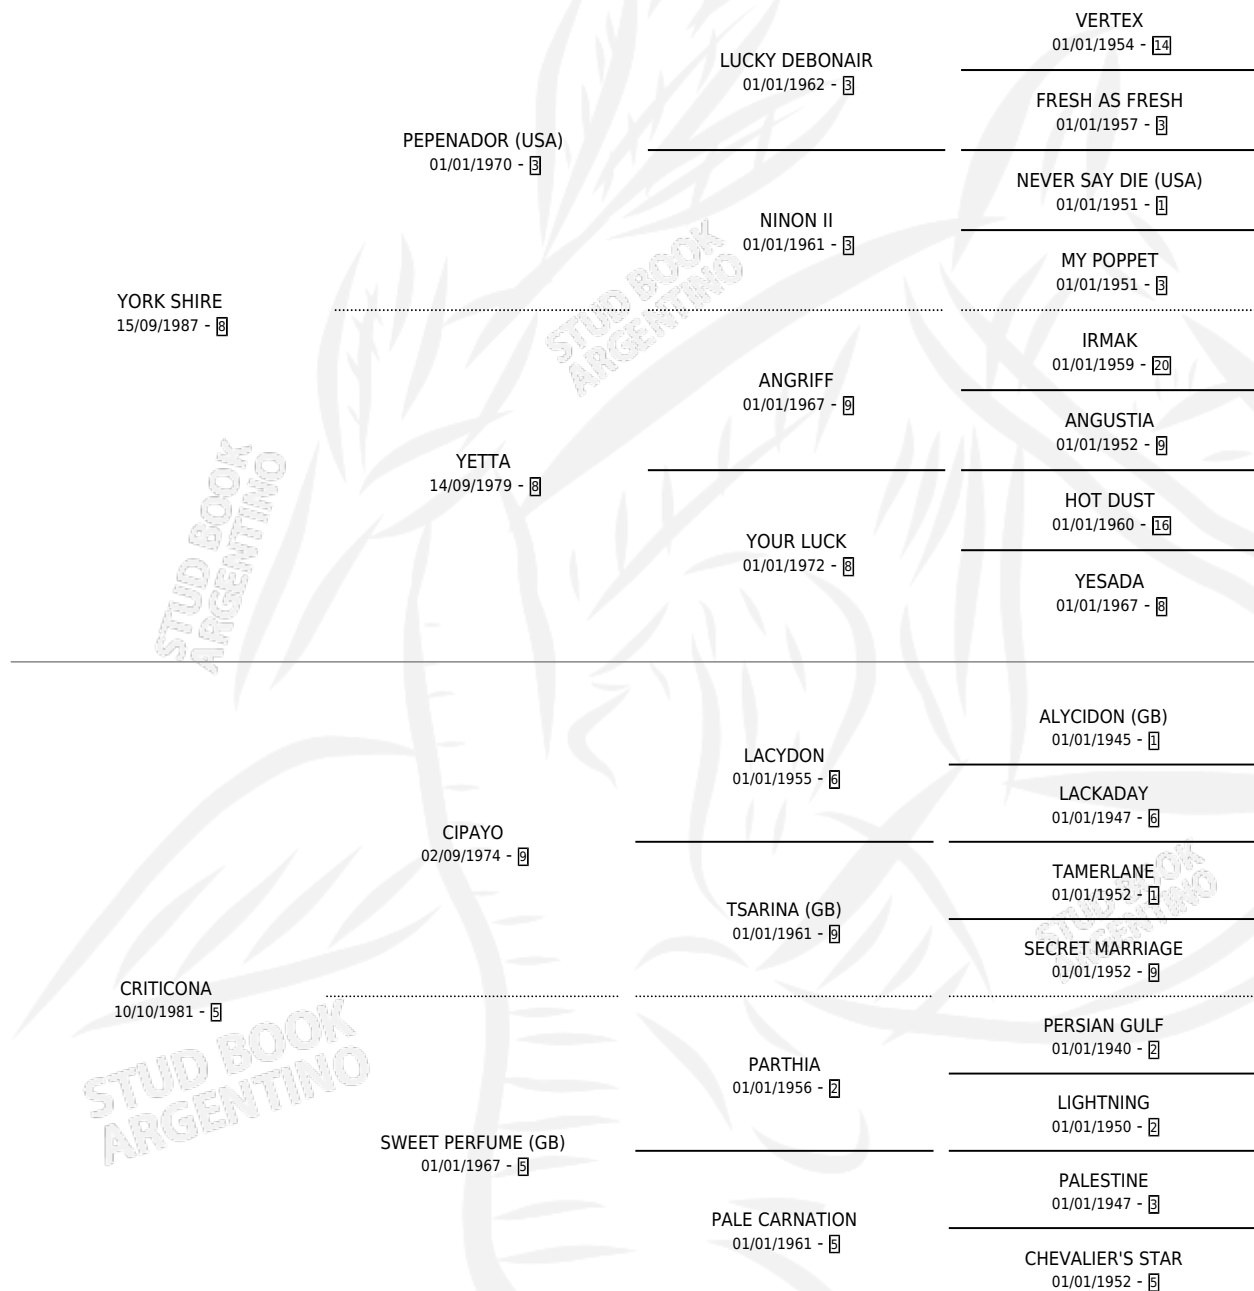 VERTEX
01/01/1954 - 14
LUCKY DEBONAIR
01/01/1962 - 3
FRESH AS FRESH
01/01/1957 - 3
PEPENADOR (USA)
01/01/1970 - 3
NEVER SAY DIE (USA)
01/01/1951 - 1
NINON II
01/01/1961 - 3
MY POPPET
01/01/1951 - 3
YORK SHIRE
15/09/1987 - 8
IRMAK
01/01/1959 - 20
ANGRIFF
01/01/1967 - 9
ANGUSTIA
01/01/1952 - 9
YETTA
14/09/1979 - 8
HOT DUST
01/01/1960 - 16
YOUR LUCK
01/01/1972 - 8
YESADA
01/01/1967 - 8
ALYCIDON (GB)
01/01/1945 - 1
LACYDON
01/01/1955 - 6
LACKADAY
01/01/1947 - 6
CIPAYO
02/09/1974 - 9
TAMERLANE
01/01/1952 - 1
TSARINA (GB)
01/01/1961 - 9
SECRET MARRIAGE
01/01/1952 - 9
CRITICONA
10/10/1981 - 5
PERSIAN GULF
01/01/1940 - 2
PARTHIA
01/01/1956 - 2
LIGHTNING
01/01/1950 - 2
SWEET PERFUME (GB)
01/01/1967 - 5
PALESTINE
01/01/1947 - 3
PALE CARNATION
01/01/1961 - 5
CHEVALIER'S STAR
01/01/1952 - 5
STUD BOOK
ARGENTINO
STUD BOOK
ARGENTINO
STUD BOOK
ARGENTINO
STUD BOOK
ARGENTINO